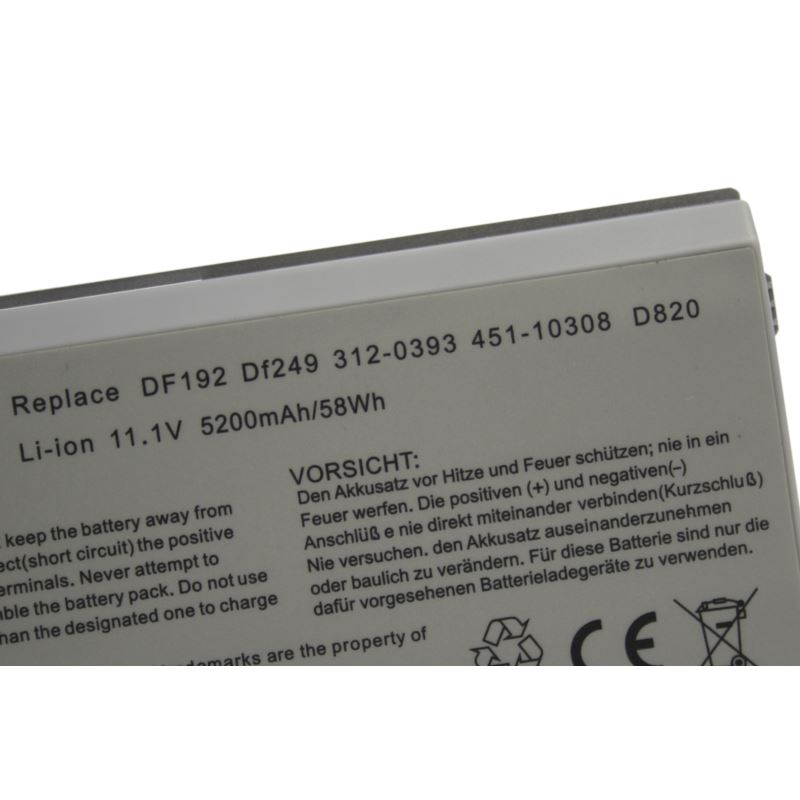 Replace DF192 Df249 312-0393 451-10308 D820
Li-ion 11.1V 5200mAh/58Wh
keep the battery away from
ect(short circuit) the positive
erminals. Never attempt to
ble the battery pack. Do not use
han the designated one to charge
demarks are the property of
VORSICHT:
Den Akkusatz vor Hitze und Feuer schützen; nie in ein
Feuer werfen. Die positiven (+) und negativen(-)
Anschlüß e nie direkt miteinander verbinden(Kurzschluß)
Nie versuchen. den Akkusatz auseinanderzunehmen
oder baulich zu verändern. Für diese Batterie sind nur die
dafür vorgesehenen Batterieladegeräte zu verwenden.
CE